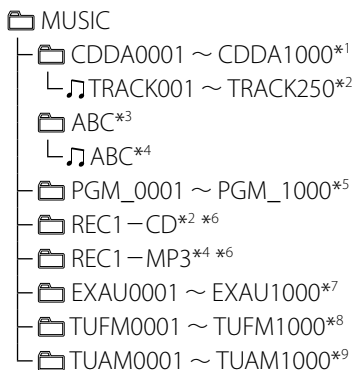 MUSIC
CDDA0001 ～ CDDA1000*1
TRACK001 ～ TRACK250*2
ABC*3
ABC*4
PGM_0001 ～ PGM_1000*5
REC1－CD*2 *6
REC1－MP3*4 *6
EXAU0001 ～ EXAU1000*7
TUFM0001 ～ TUFM1000*8
TUAM0001 ～ TUAM1000*9